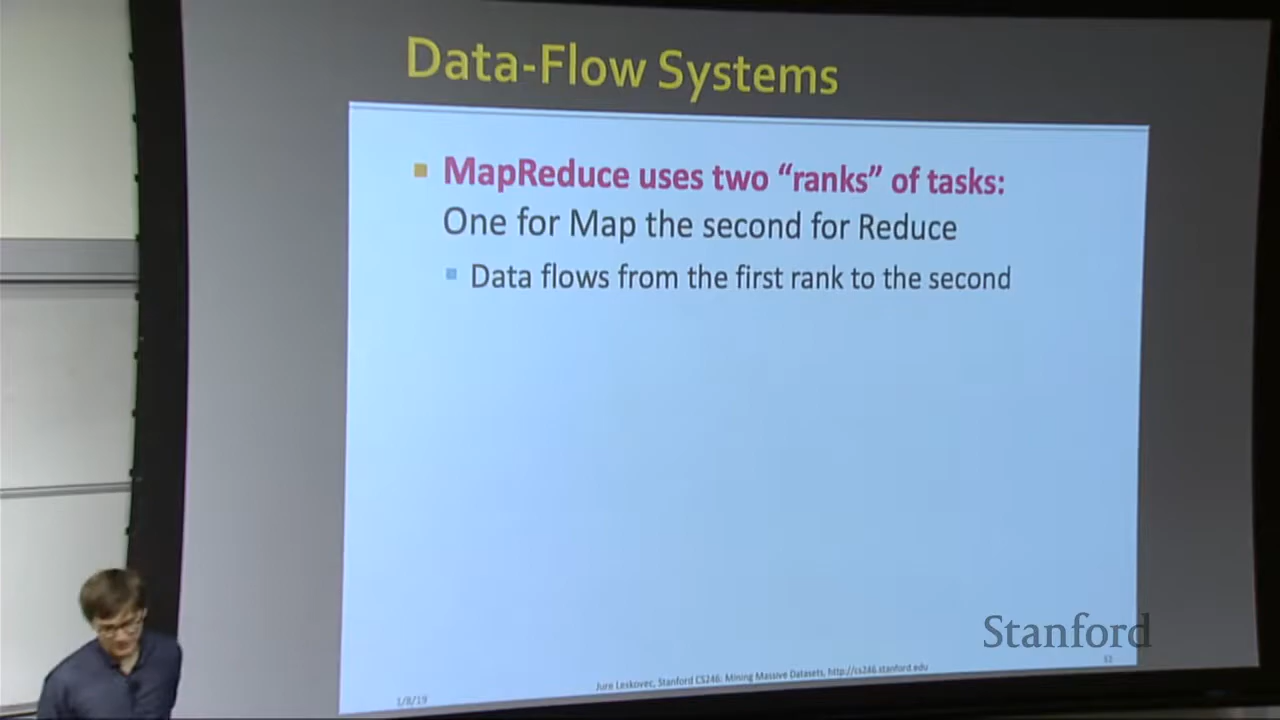 Data-Flow Systems
MapReduce uses two “ranks” of tasks:
One for Map the second for Reduce
Data flows from the first rank to the second
Stanford
Jure Leskovec, Stanford CS246: Mining Massive Datasets, http://cs246.stanford.edu
1/8/19